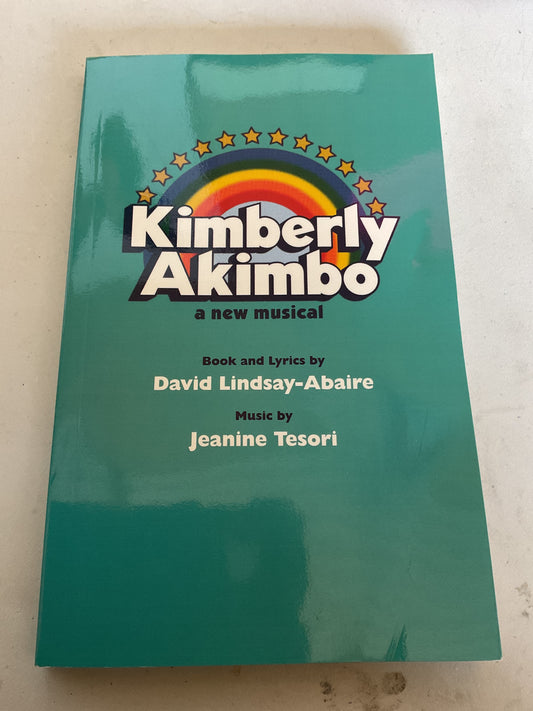 Kimberly
Akimbo
a new musical
Book and Lyrics by
David Lindsay-Abaire
Music by
Jeanine Tesori